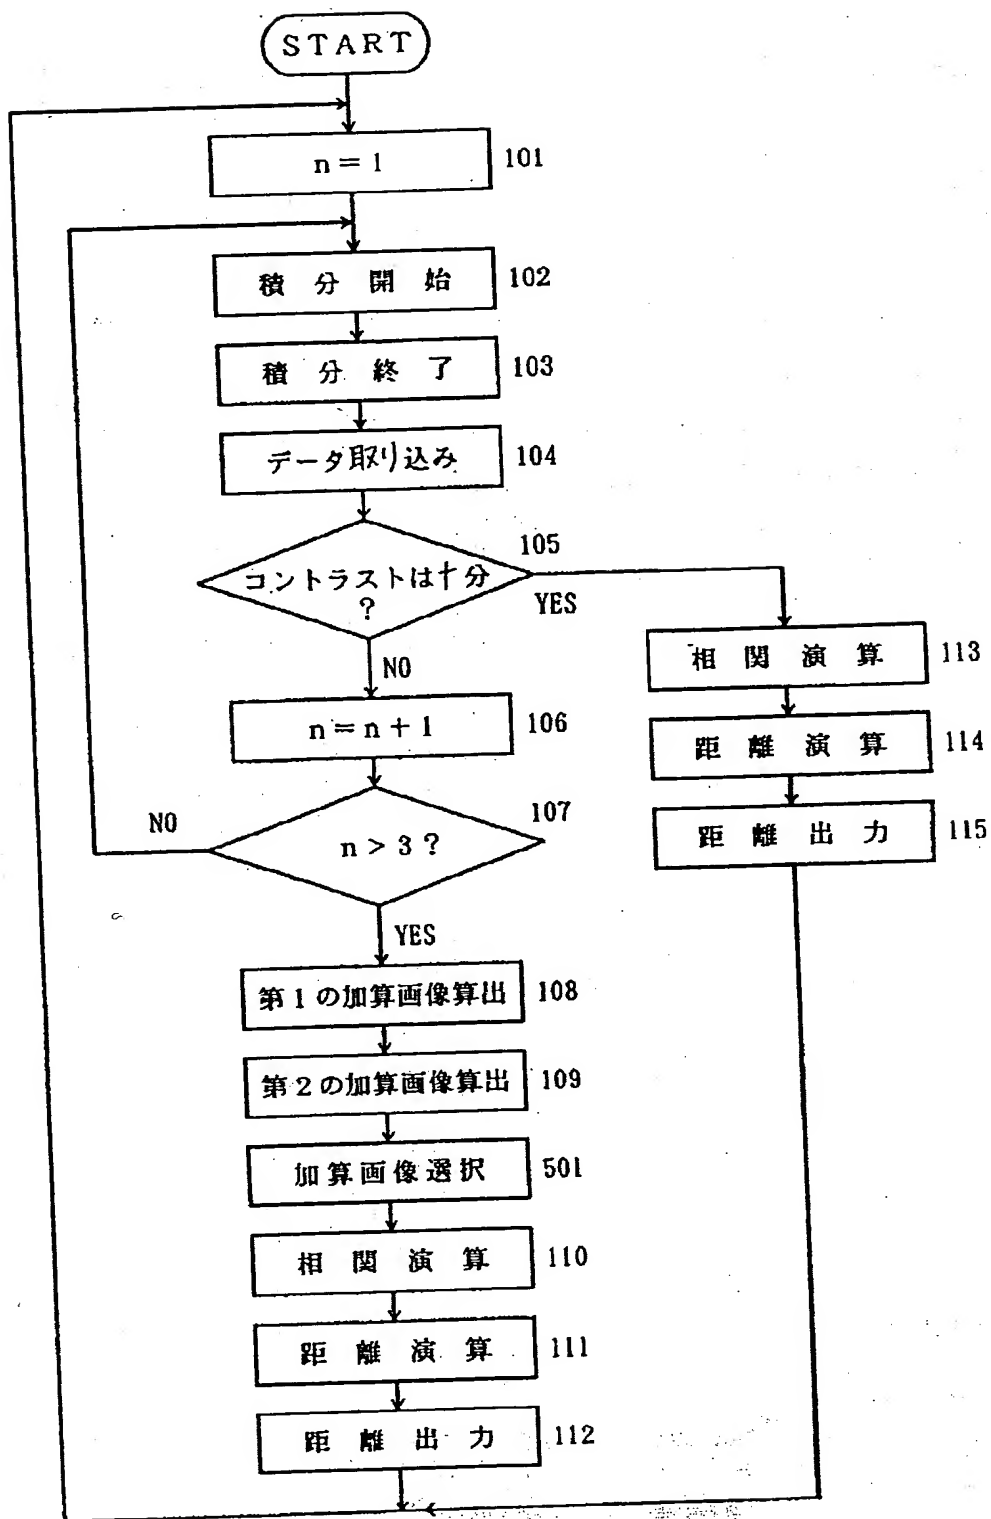 START
n=1
101
積分開始
102
積分終了
103
データ取り込み
104
コントラストは十分
?
105
YES
NO
n=n+1
106
n>3?
107
NO
YES
第1の加算画像算出
108
第2の加算画像算出
109
加算画像選択
501
相関演算
110
距離演算
111
距離出力
112
相関演算
113
距離演算
114
距離出力
115